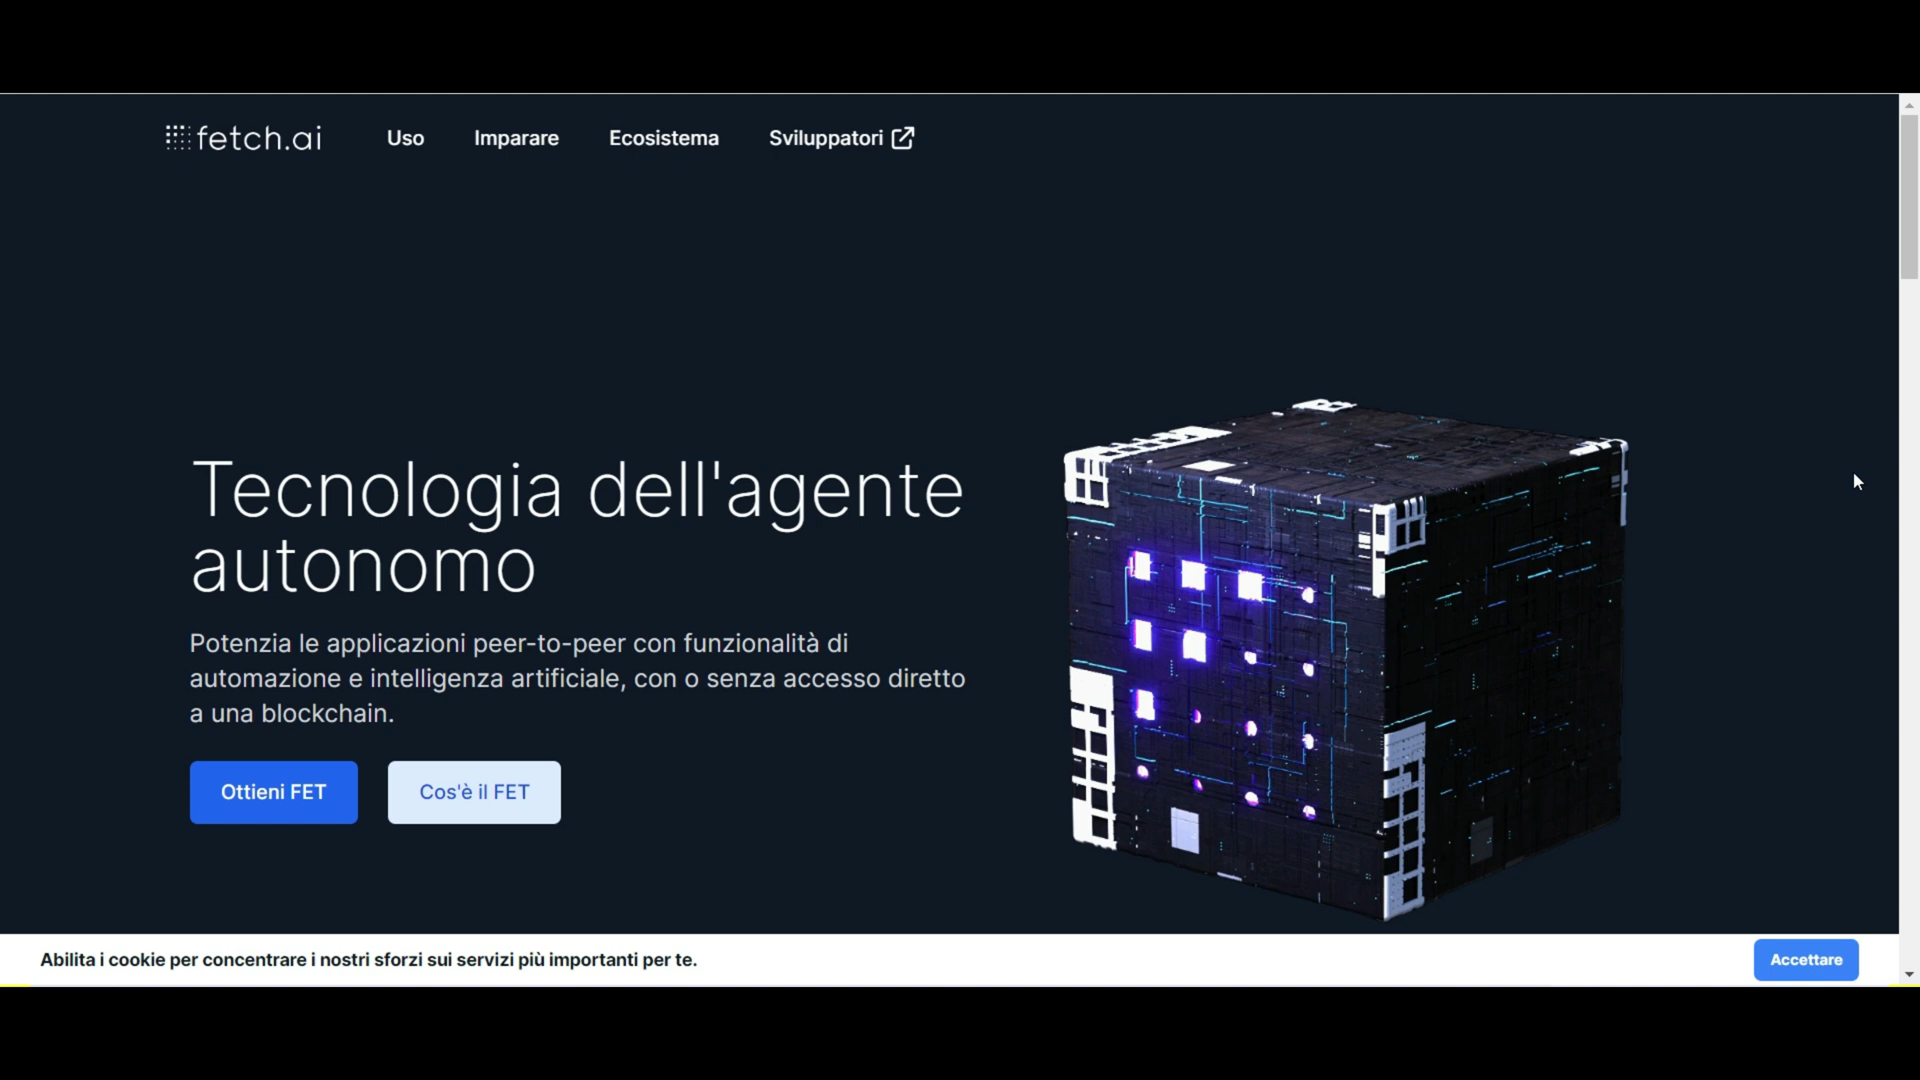 fetch.ai
Uso
Imparare
Ecosistema
Sviluppatori
Tecnologia dell'agente
autonomo
Potenzia le applicazioni peer-to-peer con funzionalità di
automazione e intelligenza artificiale, con o senza accesso diretto
a una blockchain.
Ottieni FET
Cos'è il FET
Abilita i cookie per concentrare i nostri sforzi sui servizi più importanti per te.
Accettare